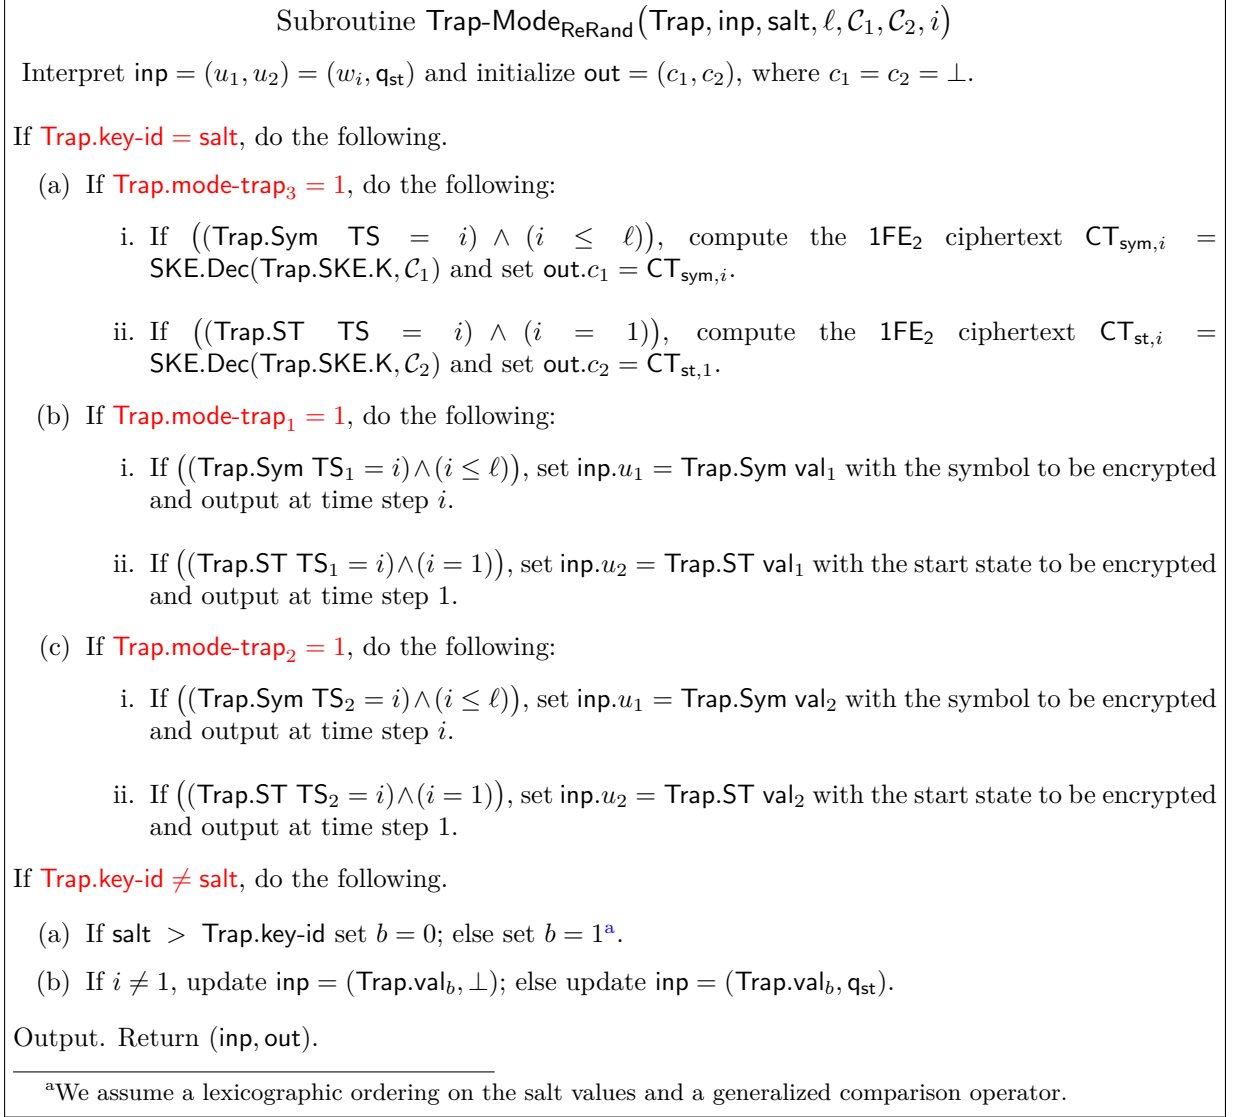 Subroutine Trap-Mode_ReRand(Trap, inp, salt, ℓ, 𝒞₁, 𝒞₂, i)
Interpret inp = (u₁, u₂) = (wᵢ, q_st) and initialize out = (c₁, c₂), where c₁ = c₂ = ⊥.
If Trap.key-id = salt, do the following.
(a) If Trap.mode-trap₃ = 1, do the following:
i. If ((Trap.Sym TS = i) ∧ (i ≤ ℓ)), compute the 1FE₂ ciphertext CT_sym,i =
SKE.Dec(Trap.SKE.K, 𝒞₁) and set out.c₁ = CT_sym,i.
ii. If ((Trap.ST TS = i) ∧ (i = 1)), compute the 1FE₂ ciphertext CT_st,i =
SKE.Dec(Trap.SKE.K, 𝒞₂) and set out.c₂ = CT_st,1.
(b) If Trap.mode-trap₁ = 1, do the following:
i. If ((Trap.Sym TS₁ = i)∧(i ≤ ℓ)), set inp.u₁ = Trap.Sym val₁ with the symbol to be encrypted
and output at time step i.
ii. If ((Trap.ST TS₁ = i)∧(i = 1)), set inp.u₂ = Trap.ST val₁ with the start state to be encrypted
and output at time step 1.
(c) If Trap.mode-trap₂ = 1, do the following:
i. If ((Trap.Sym TS₂ = i)∧(i ≤ ℓ)), set inp.u₁ = Trap.Sym val₂ with the symbol to be encrypted
and output at time step i.
ii. If ((Trap.ST TS₂ = i)∧(i = 1)), set inp.u₂ = Trap.ST val₂ with the start state to be encrypted
and output at time step 1.
If Trap.key-id ≠ salt, do the following.
(a) If salt > Trap.key-id set b = 0; else set b = 1ᵃ.
(b) If i ≠ 1, update inp = (Trap.val_b, ⊥); else update inp = (Trap.val_b, q_st).
Output. Return (inp, out).
ᵃWe assume a lexicographic ordering on the salt values and a generalized comparison operator.